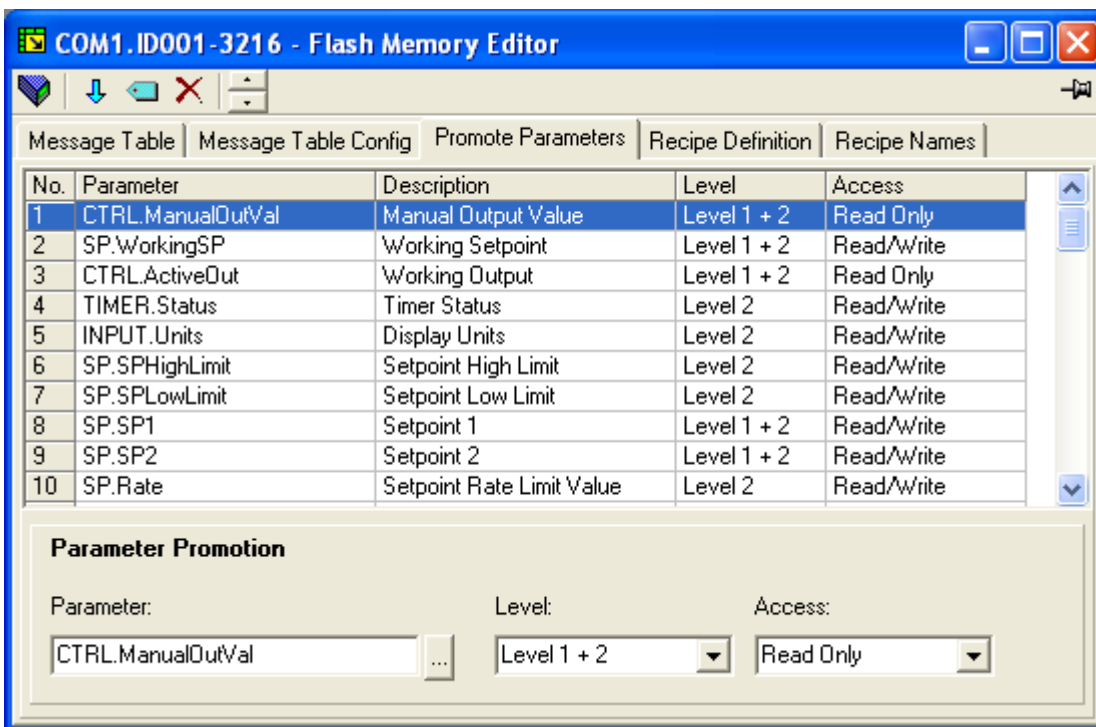 COM1.ID001-3216 - Flash Memory Editor
Message Table Message Table Config Promote Parameters Recipe Definition Recipe Names
No. Parameter Description Level Access
1 CTRL.ManualOutVal Manual Output Value Level 1 + 2 Read Only
2 SP.WorkingSP Working Setpoint Level 1 + 2 Read/Write
3 CTRL.ActiveOut Working Output Level 1 + 2 Read Only
4 TIMER.Status Timer Status Level 2 Read/Write
5 INPUT.Units Display Units Level 2 Read/Write
6 SP.SPHighLimit Setpoint High Limit Level 2 Read/Write
7 SP.SPLowLimit Setpoint Low Limit Level 2 Read/Write
8 SP.SP1 Setpoint 1 Level 1 + 2 Read/Write
9 SP.SP2 Setpoint 2 Level 1 + 2 Read/Write
10 SP.Rate Setpoint Rate Limit Value Level 2 Read/Write
Parameter Promotion
Parameter: Level: Access:
CTRL.ManualOutVal ... Level 1 + 2 Read Only